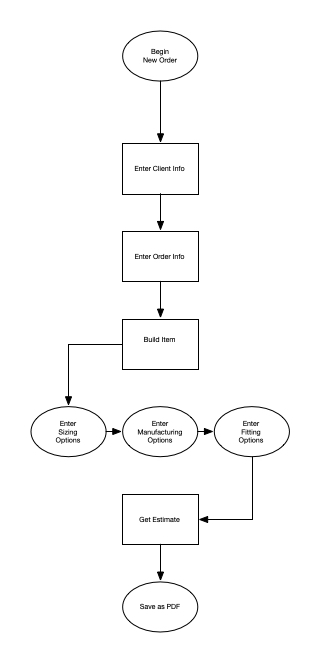 Begin
New Order
Enter Client Info
Enter Order Info
Build Item
Enter
Sizing
Options
Enter
Manufacturing
Options
Enter
Fitting
Options
Get Estimate
Save as PDF